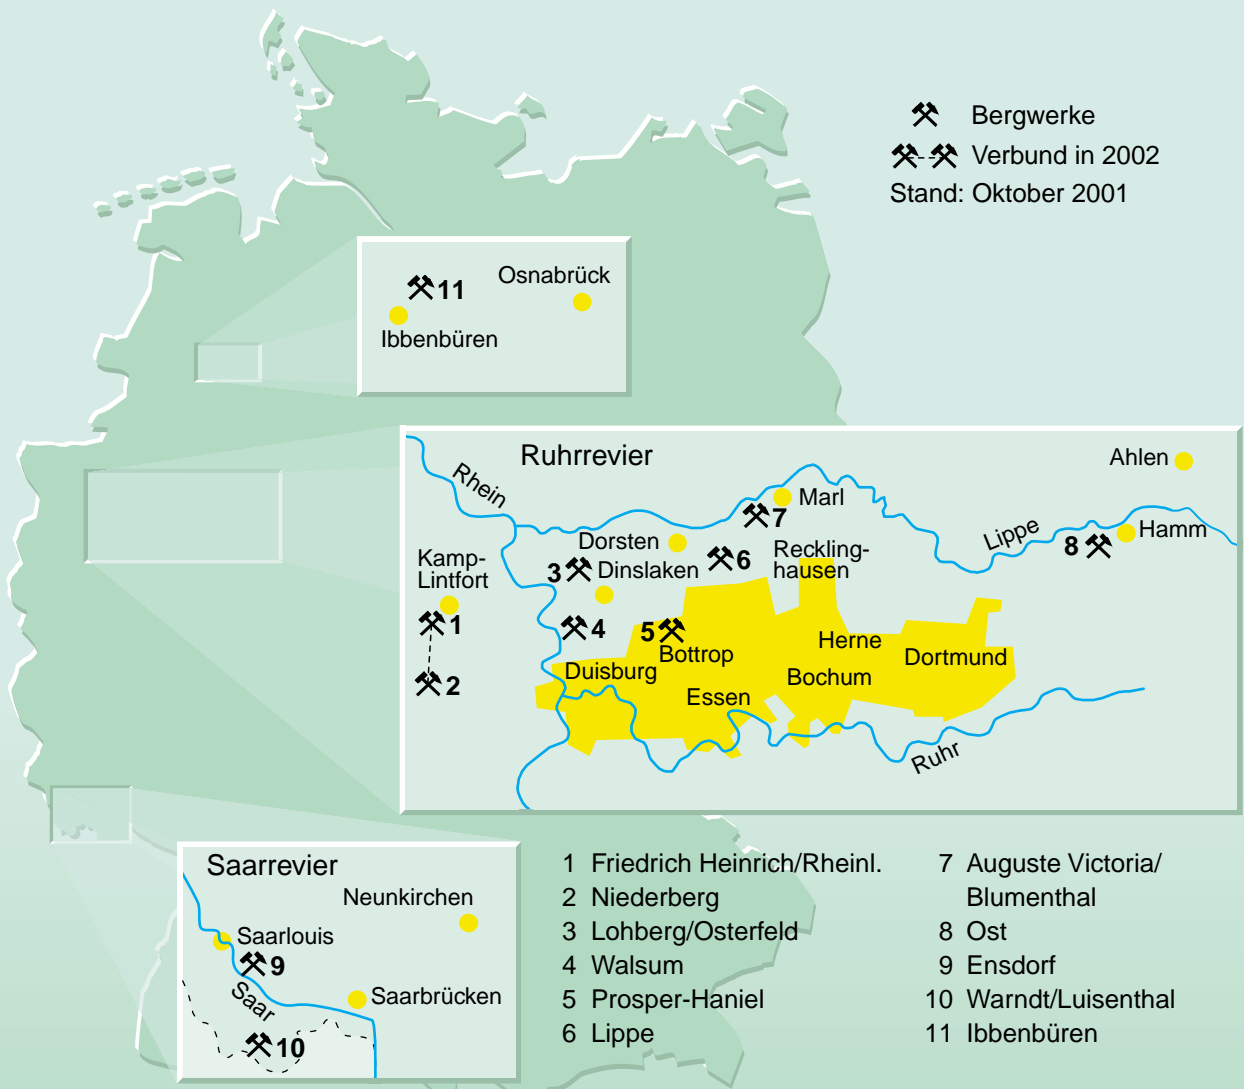 Bergwerke
Verbund in 2002
Stand: Oktober 2001
Osnabrück
11
Ibbenbüren
Ruhrrevier
Ahlen
Rhein
Marl
7
Lippe
Hamm
8
Dorsten
6
Reckling-
hausen
Kamp-
Lintfort
3
Dinslaken
1
4
5
Bottrop
Herne
Dortmund
2
Duisburg
Bochum
Essen
Ruhr
Saarrevier
Neunkirchen
Saarlouis
9
Saar
Saarbrücken
10
1 Friedrich Heinrich/Rheinl.
2 Niederberg
3 Lohberg/Osterfeld
4 Walsum
5 Prosper-Haniel
6 Lippe
7 Auguste Victoria/
Blumenthal
8 Ost
9 Ensdorf
10 Warndt/Luisenthal
11 Ibbenbüren